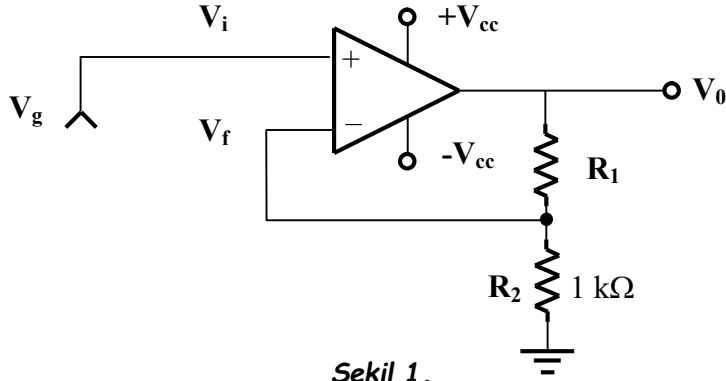 V_i
+V_cc
+
V_g
V_0
V_f
−
-V_cc
R_1
R_2 1 kΩ
Sekil 1.